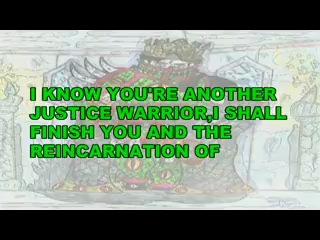 I KNOW YOU'RE ANOTHER
JUSTICE WARRIOR,I SHALL
FINISH YOU AND THE
REINCARNATION OF